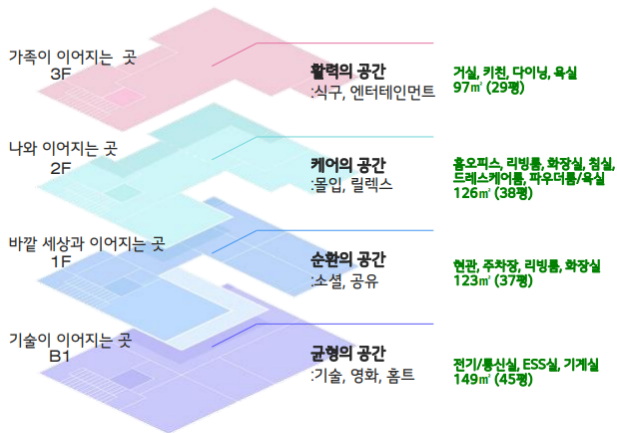 가족이 이어지는 곳
3F
활력의 공간
:식구, 엔터테인먼트
거실, 키친, 다이닝, 욕실
97㎡ (29평)
나와 이어지는 곳
2F
케어의 공간
:몰입, 릴렉스
홈오피스, 리빙룸, 화장실, 침실,
드레스케어룸, 파우더룸/욕실
126㎡ (38평)
바깥 세상과 이어지는 곳
1F
순환의 공간
:소셜, 공유
현관, 주차장, 리빙룸, 화장실
123㎡ (37평)
기술이 이어지는 곳
B1
균형의 공간
:기술, 영화, 홈트
전기/통신실, ESS실, 기계실
149㎡ (45평)